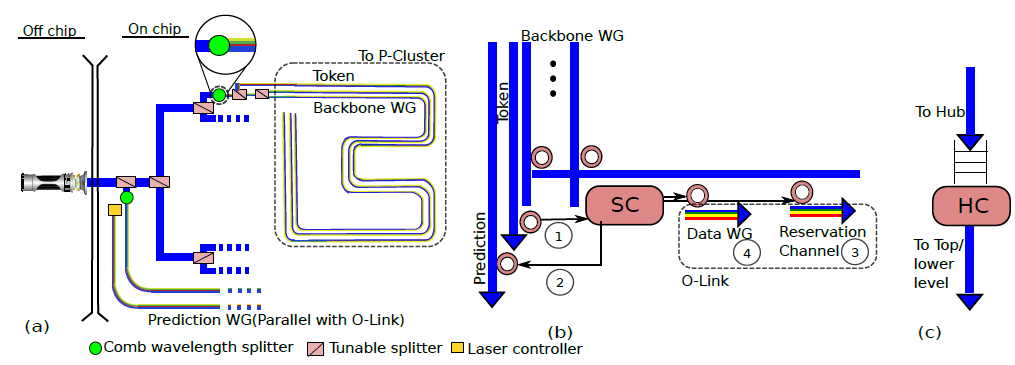 Off chip
On chip
To P-Cluster
Token
Backbone WG
Prediction WG(Parallel with O-Link)
(a)
Comb wavelength splitter
Tunable splitter
Laser controller
Backbone WG
Token
Prediction
SC
1
2
Data WG
4
Reservation
Channel
3
O-Link
(b)
To Hub
HC
To Top/
lower
level
(c)